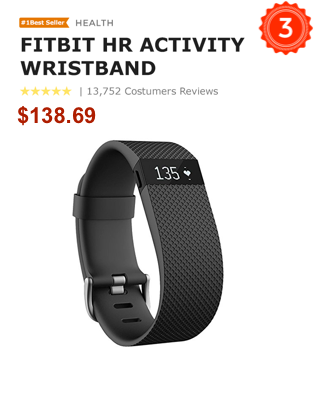 #1Best Seller HEALTH
3
FITBIT HR ACTIVITY
WRISTBAND
| 13,752 Costumers Reviews
$138.69
135